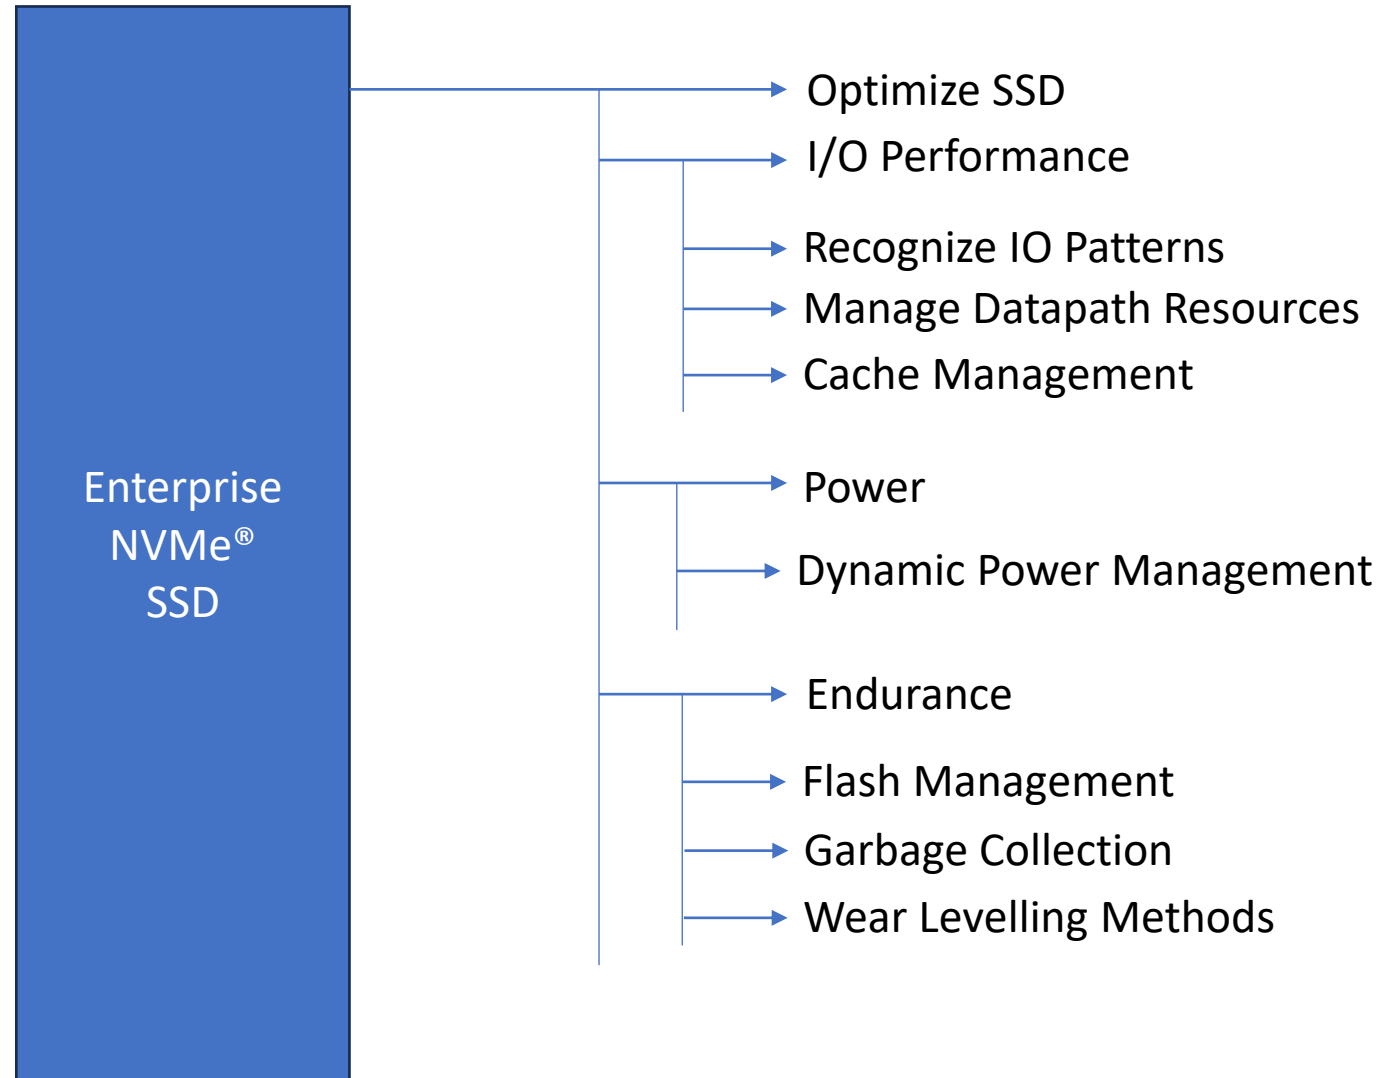 Enterprise
NVMe®
SSD
Optimize SSD
I/O Performance
Recognize IO Patterns
Manage Datapath Resources
Cache Management
Power
Dynamic Power Management
Endurance
Flash Management
Garbage Collection
Wear Levelling Methods